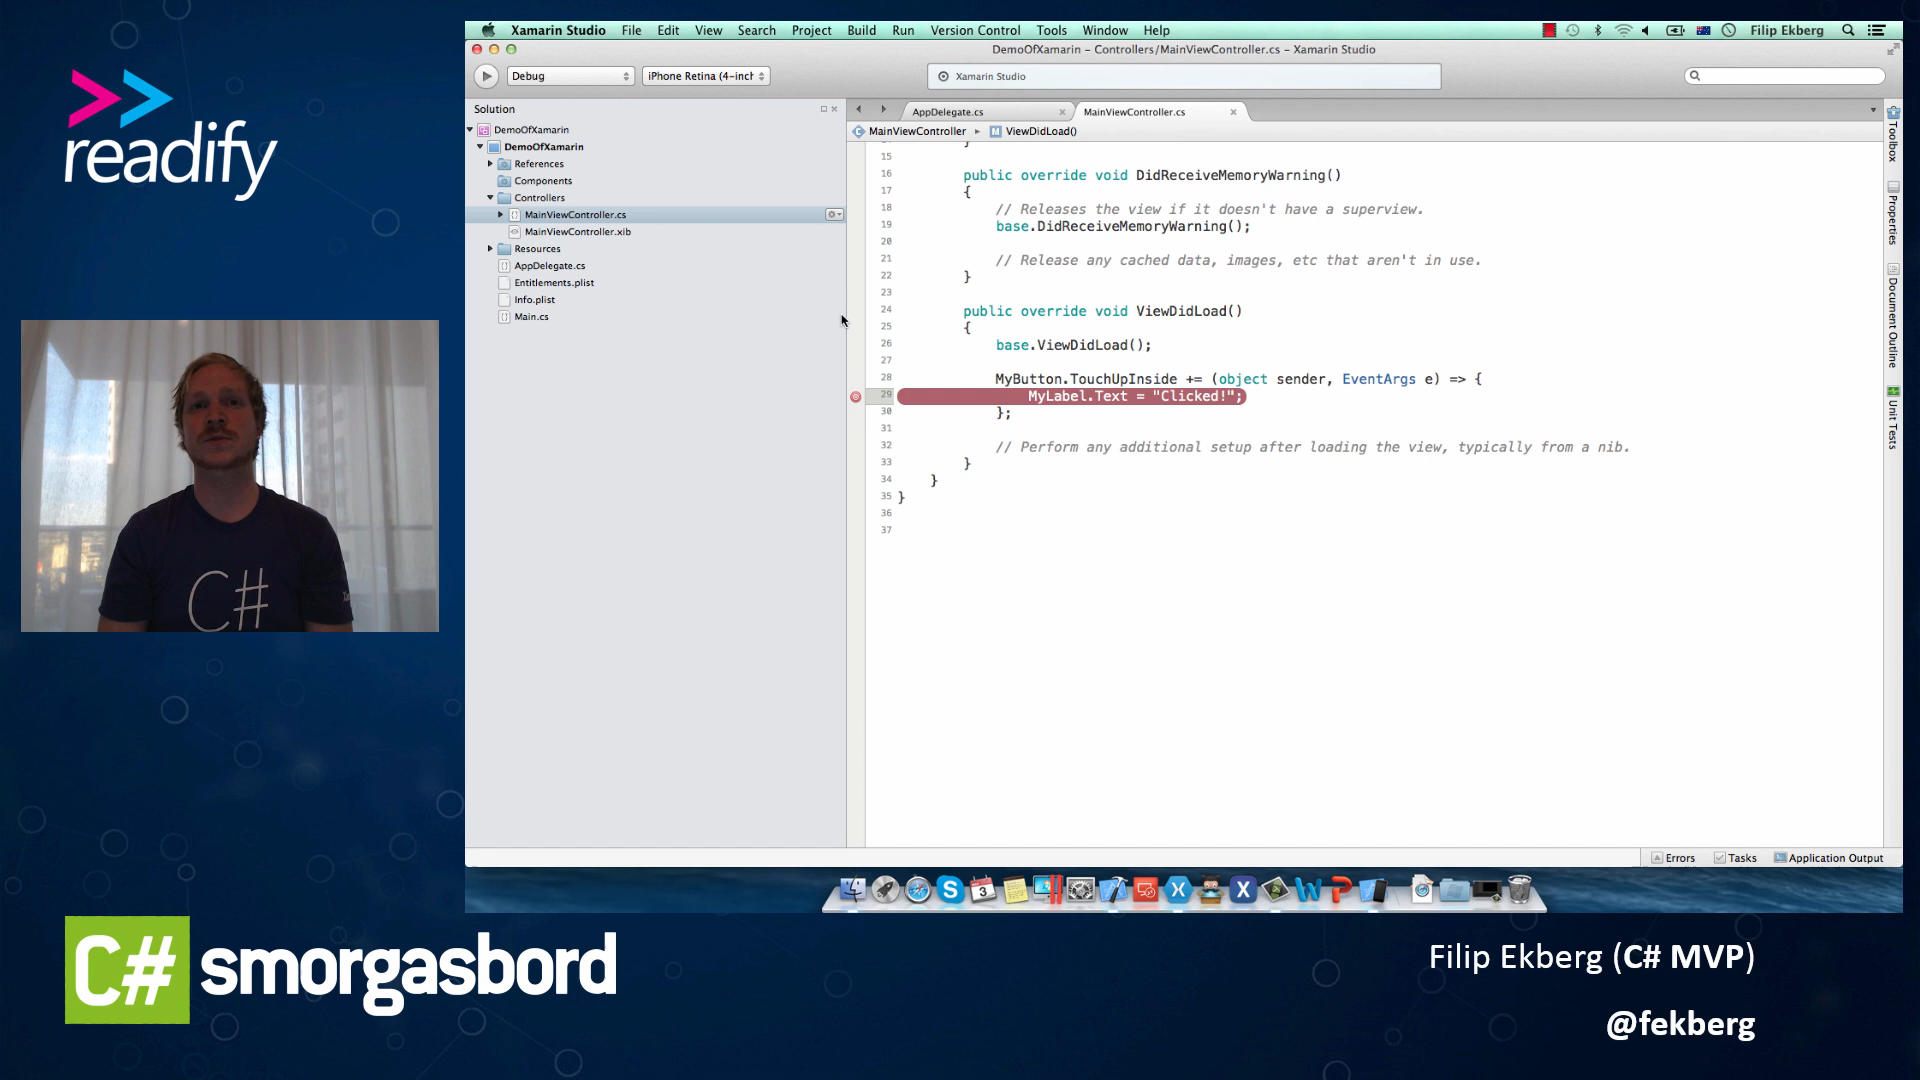 readify
Xamarin Studio File Edit View Search Project Build Run Version Control Tools Window Help Filip Ekberg
DemoOfXamarin – Controllers/MainViewController.cs – Xamarin Studio
Debug iPhone Retina (4-inch Xamarin Studio
Solution
DemoOfXamarin
DemoOfXamarin
References
Components
Controllers
MainViewController.cs
MainViewController.xib
Resources
AppDelegate.cs
Entitlements.plist
Info.plist
Main.cs
AppDelegate.cs MainViewController.cs
MainViewController ViewDidLoad()
15
16 public override void DidReceiveMemoryWarning()
17 {
18 // Releases the view if it doesn't have a superview.
19 base.DidReceiveMemoryWarning();
20
21 // Release any cached data, images, etc that aren't in use.
22 }
23
24 public override void ViewDidLoad()
25 {
26 base.ViewDidLoad();
27
28 MyButton.TouchUpInside += (object sender, EventArgs e) => {
29 MyLabel.Text = "Clicked!";
30 };
31
32 // Perform any additional setup after loading the view, typically from a nib.
33 }
34 }
35 }
36
37
Toolbox
Properties
Document Outline
Unit Tests
Errors Tasks Application Output
C#
C# smorgasbord
Filip Ekberg (C# MVP)
@fekberg